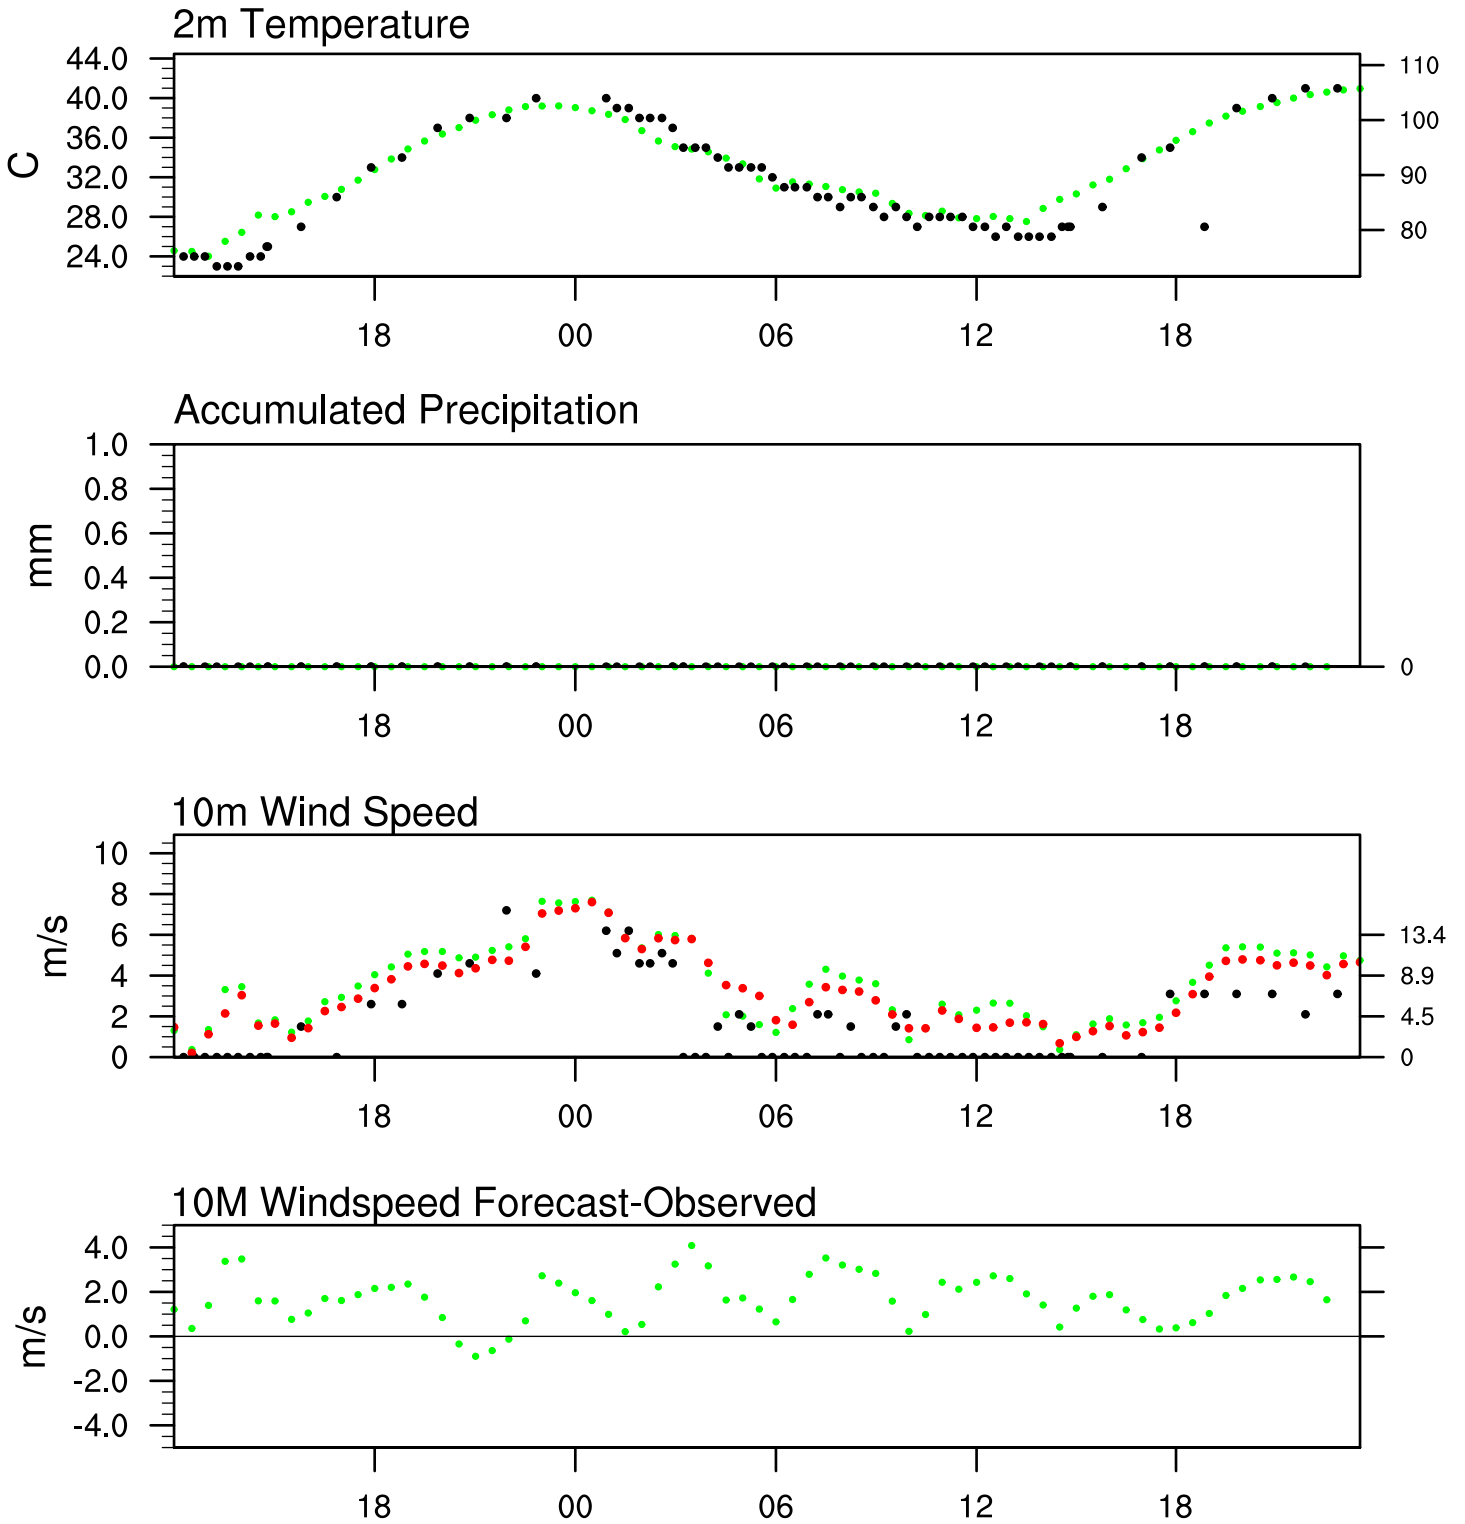 2m Temperature
44.0
40.0
36.0
32.0
28.0
24.0
C
110
100
90
80
18 00 06 12 18
Accumulated Precipitation
1.0
0.8
0.6
0.4
0.2
0.0
mm
0
18 00 06 12 18
10m Wind Speed
10
8
6
4
2
0
m/s
13.4
8.9
4.5
0
18 00 06 12 18
10M Windspeed Forecast-Observed
4.0
2.0
0.0
-2.0
-4.0
m/s
18 00 06 12 18